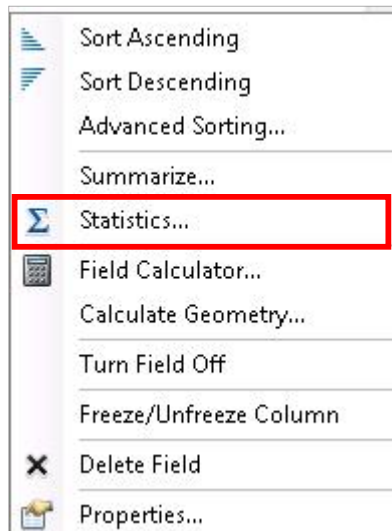 Sort Ascending
Sort Descending
Advanced Sorting...
Summarize...
Σ Statistics...
Field Calculator...
Calculate Geometry...
Turn Field Off
Freeze/Unfreeze Column
Delete Field
Properties...